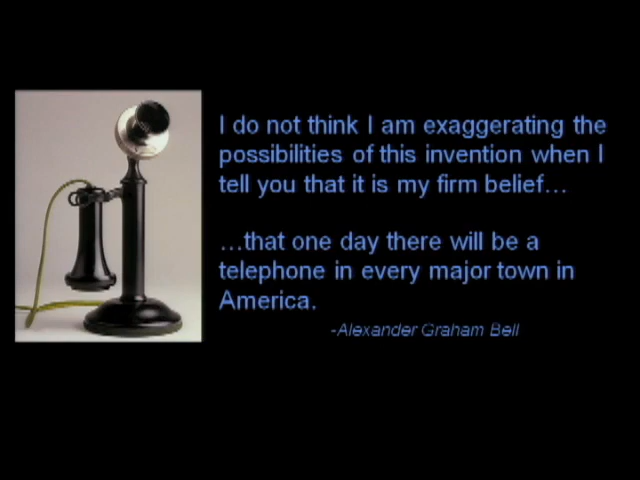 I do not think I am exaggerating the
possibilities of this invention when I
tell you that it is my firm belief…
…that one day there will be a
telephone in every major town in
America.
-Alexander Graham Bell